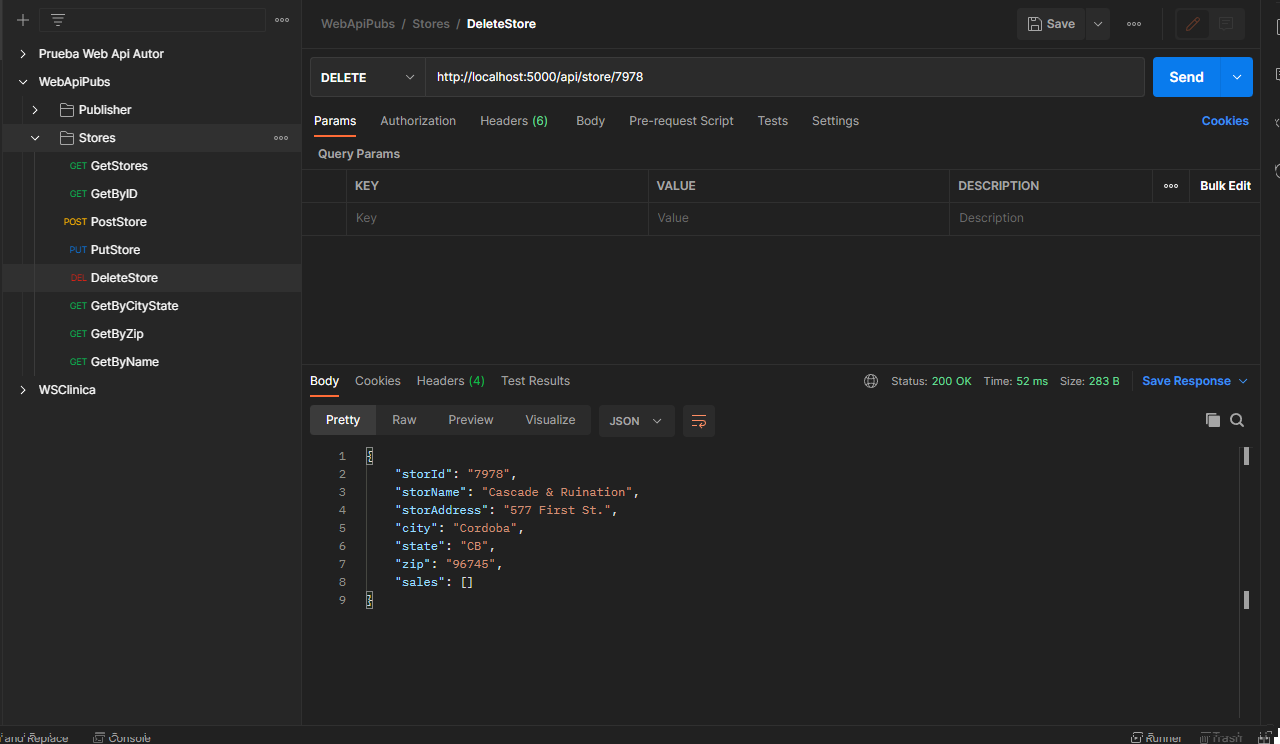 WebApiPubs / Stores / DeleteStore
Save
Prueba Web Api Autor
WebApiPubs
Publisher
Stores
GET GetStores
GET GetByID
POST PostStore
PUT PutStore
DEL DeleteStore
GET GetByCityState
GET GetByZip
GET GetByName
WSClinica
DELETE http://localhost:5000/api/store/7978 Send
Params Authorization Headers (6) Body Pre-request Script Tests Settings Cookies
Query Params
KEY VALUE DESCRIPTION Bulk Edit
Key Value Description
Body Cookies Headers (4) Test Results Status: 200 OK Time: 52 ms Size: 283 B Save Response
Pretty Raw Preview Visualize JSON
1 {
2 "storId": "7978",
3 "storName": "Cascade & Ruination",
4 "storAddress": "577 First St.",
5 "city": "Cordoba",
6 "state": "CB",
7 "zip": "96745",
8 "sales": []
9 }
and Replace Console Runner Trash